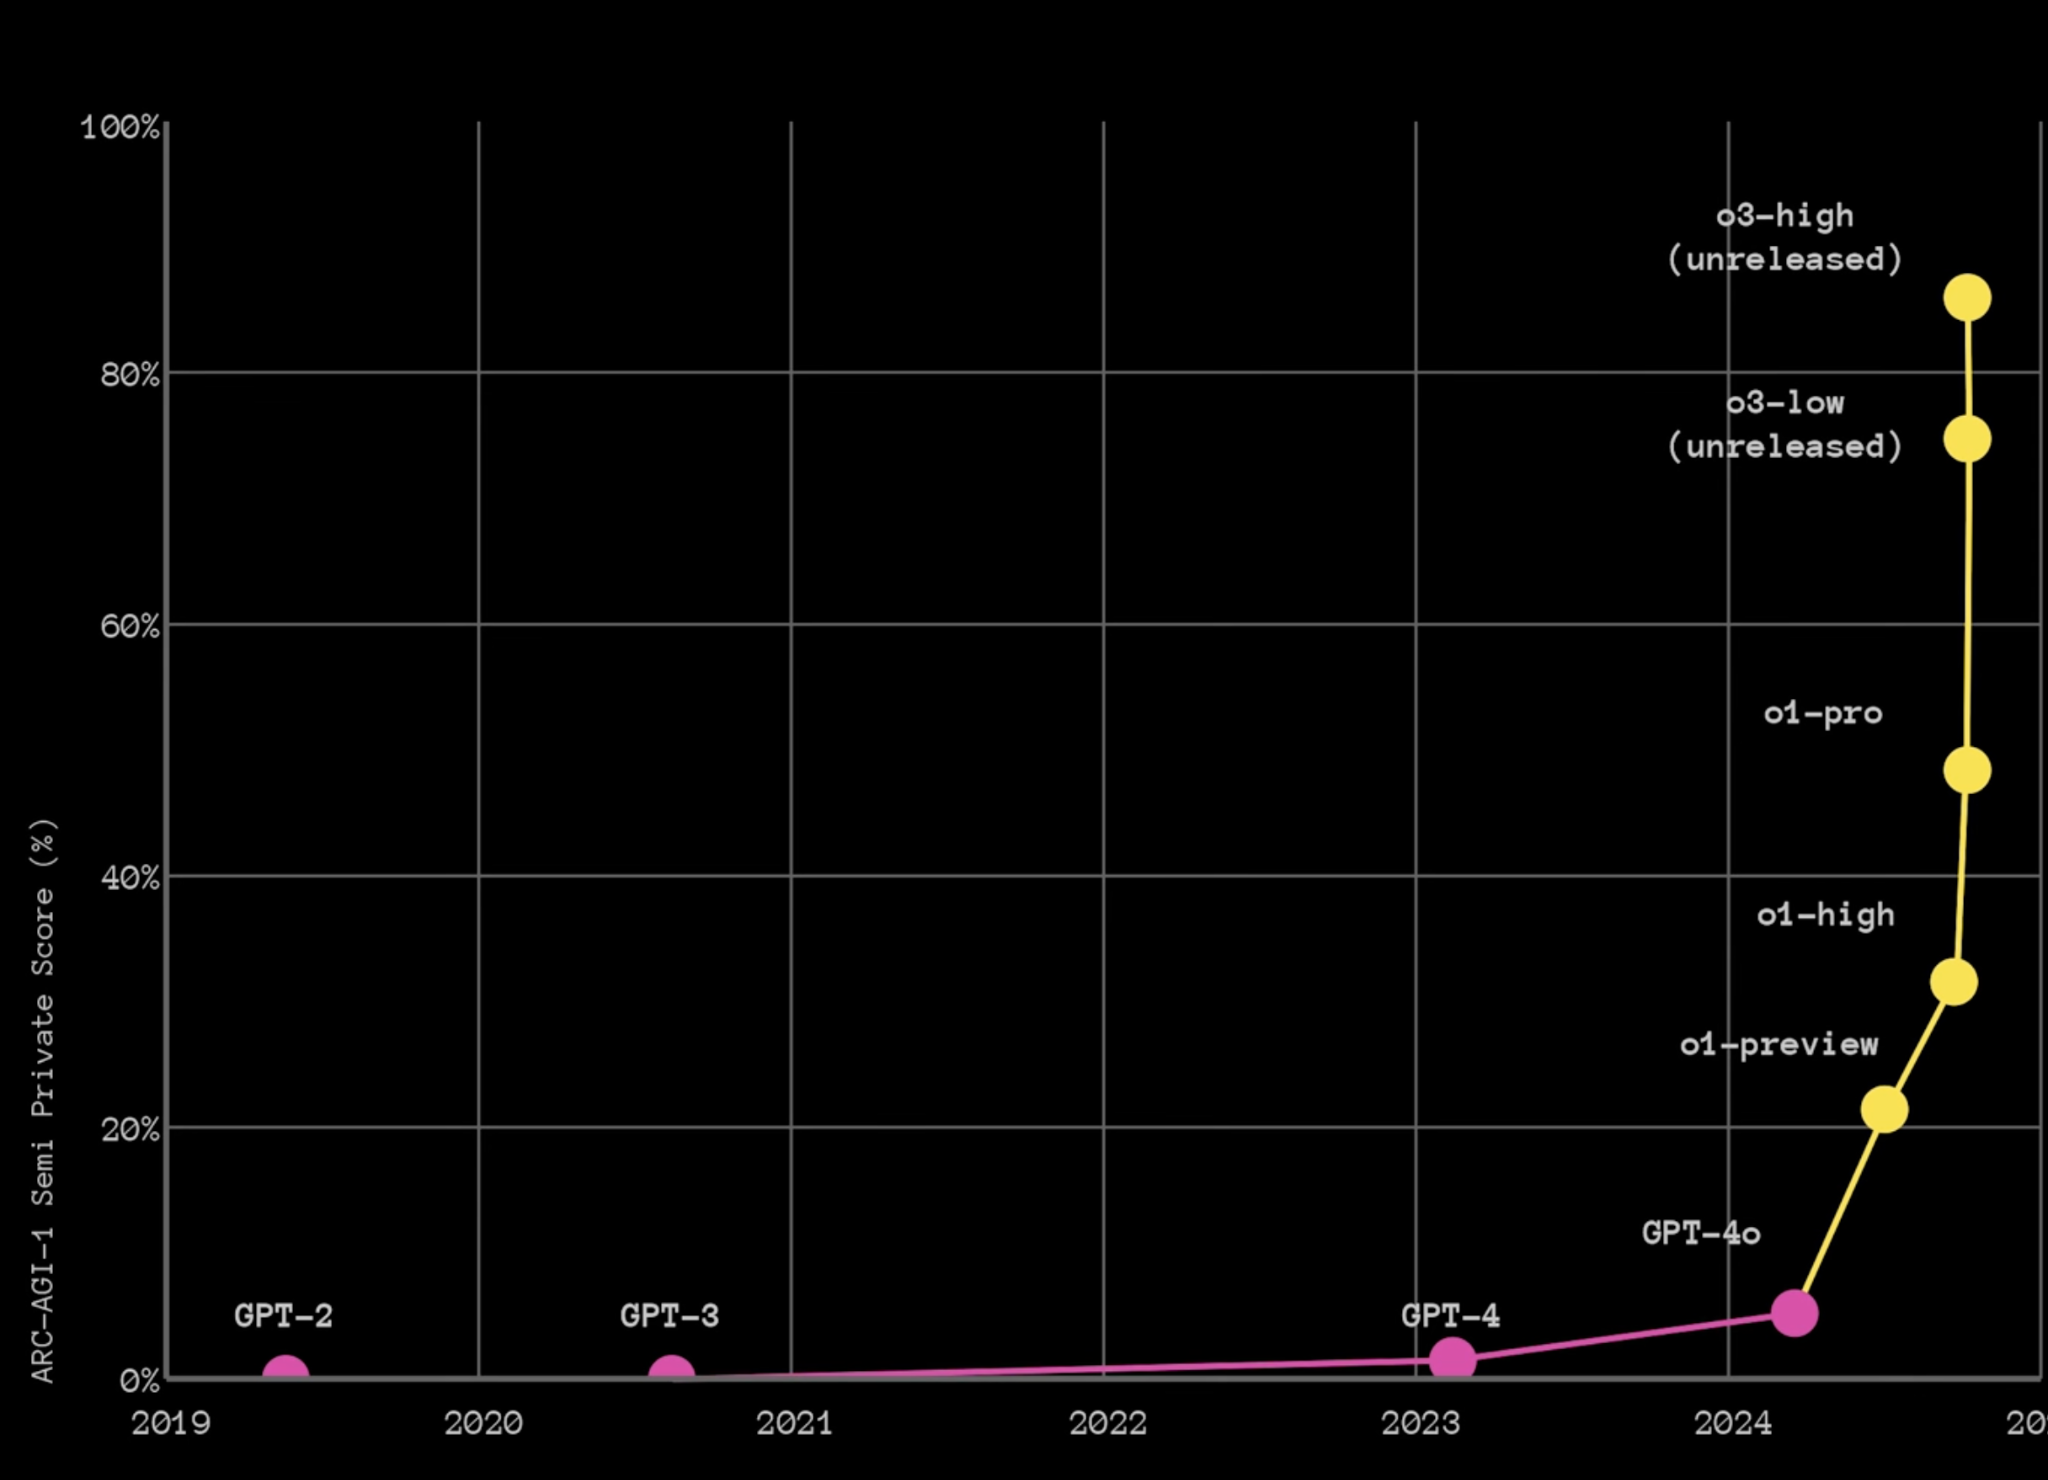 100%
o3-high
(unreleased)
80%
o3-low
(unreleased)
60%
o1-pro
40%
o1-high
o1-preview
20%
GPT-4o
GPT-2
GPT-3
GPT-4
0%
2019
2020
2021
2022
2023
2024
ARC-AGI-1 Semi Private Score (%)